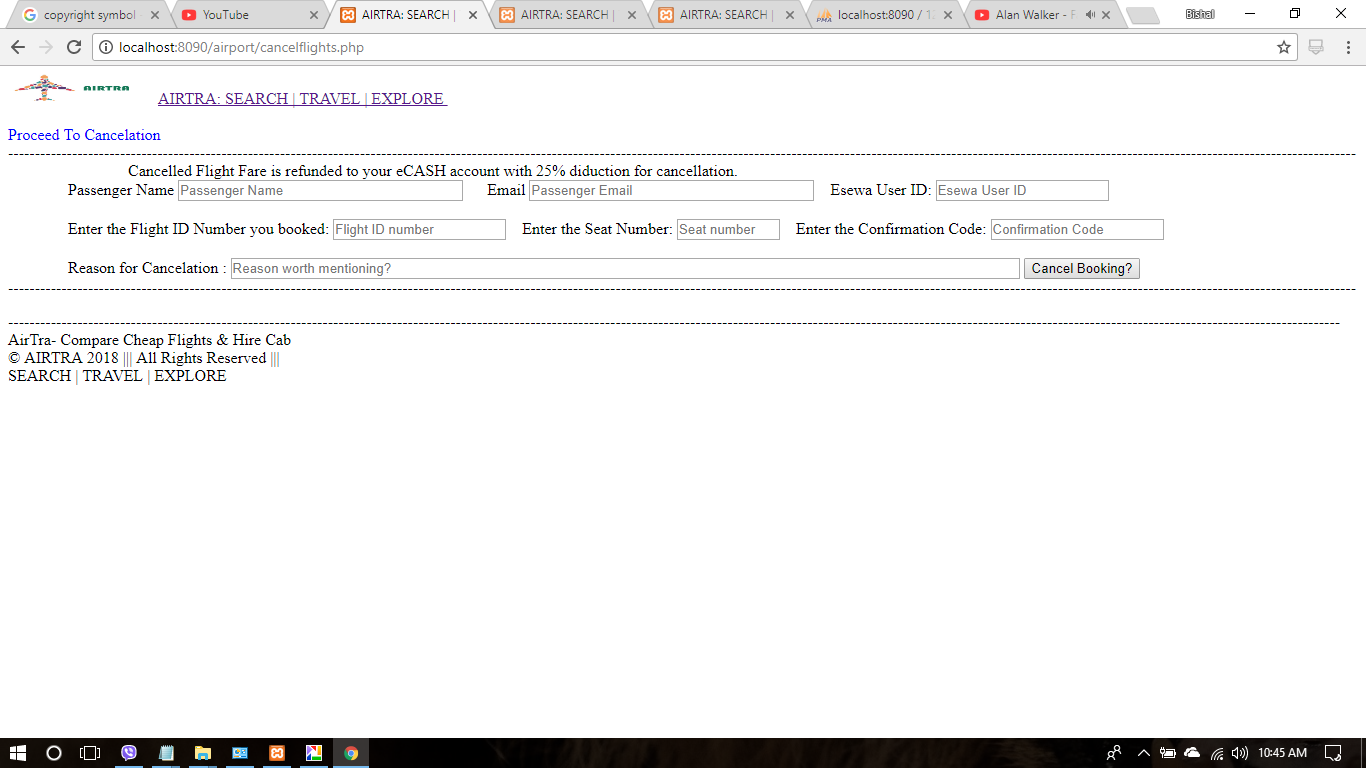 copyright symbol
YouTube
AIRTRA: SEARCH |
AIRTRA: SEARCH |
AIRTRA: SEARCH |
localhost:8090 / 12
Alan Walker - F
Bishal
localhost:8090/airport/cancelflights.php
AIRTRA AIRTRA: SEARCH | TRAVEL | EXPLORE
Proceed To Cancelation
Cancelled Flight Fare is refunded to your eCASH account with 25% diduction for cancellation.
Passenger Name Passenger Name Email Passenger Email Esewa User ID: Esewa User ID
Enter the Flight ID Number you booked: Flight ID number Enter the Seat Number: Seat number Enter the Confirmation Code: Confirmation Code
Reason for Cancelation : Reason worth mentioning? Cancel Booking?
AirTra- Compare Cheap Flights & Hire Cab
© AIRTRA 2018 ||| All Rights Reserved |||
SEARCH | TRAVEL | EXPLORE
10:45 AM